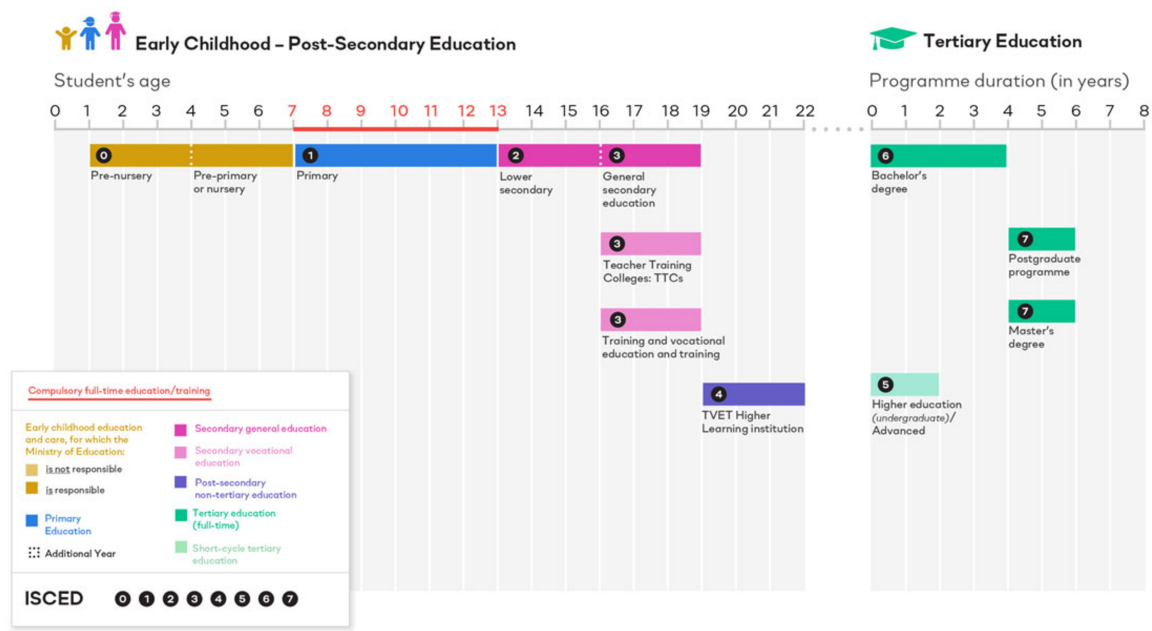 Early Childhood – Post-Secondary Education
Tertiary Education
Student's age
Programme duration (in years)
0 1 2 3 4 5 6 7 8 9 10 11 12 13 14 15 16 17 18 19 20 21 22
0 1 2 3 4 5 6 7 8
0
Pre-nursery
Pre-primary
or nursery
1
Primary
2
Lower
secondary
3
General
secondary
education
6
Bachelor's
degree
3
Teacher Training
Colleges: TTCs
7
Postgraduate
programme
3
Training and vocational
education and training
7
Master's
degree
4
TVET Higher
Learning institution
5
Higher education
(undergraduate)/
Advanced
Compulsory full-time education/training
Early childhood education
and care, for which the
Ministry of Education:
is not responsible
is responsible
Primary
Education
Additional Year
Secondary general education
Secondary vocational
education
Post-secondary
non-tertiary education
Tertiary education
(full-time)
Short-cycle tertiary
education
ISCED 0 1 2 3 4 5 6 7